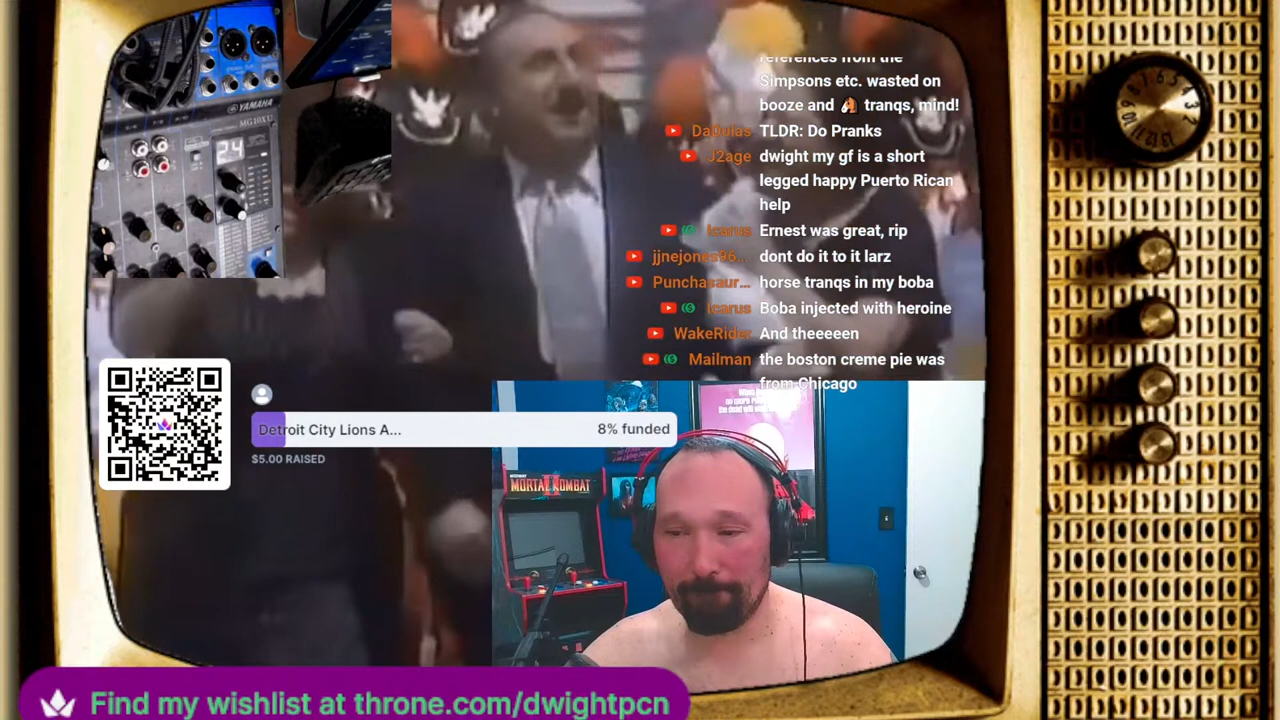 YAMAHA
MG10XU
24
references from the
Simpsons etc. wasted on
booze and 🐴 tranqs, mind!
TLDR: Do Pranks
J2age dwight my gf is a short
legged happy Puerto Rican
help
Icarus Ernest was great, rip
jjnejones96... dont do it to it larz
Punchasaur... horse tranqs in my boba
Icarus Boba injected with heroine
WakeRider And theeeeen
Mailman the boston creme pie was
from Chicago
Detroit City Lions A... 8% funded
$5.00 RAISED
MORTAL KOMBAT II
Find my wishlist at throne.com/dwightpcn